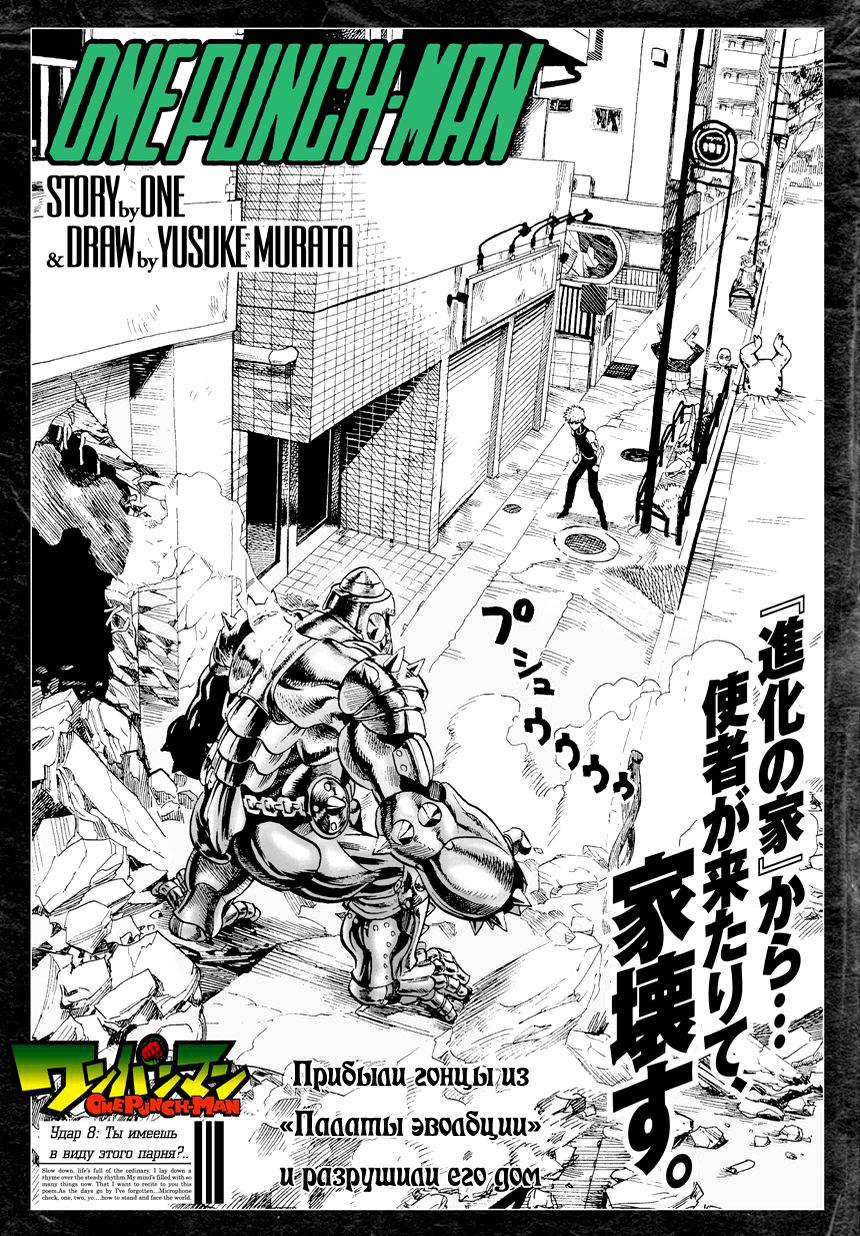 ONEPUNCH-MAN
STORY by ONE
& DRAW by YUSUKE MURATA
プシュウウウゥ
『進化の家』から…
使者が来たりて、
家壊す。
ワンパンマン
ONEPUNCH-MAN
Удар 8: Ты имеешь
в виду этого парня?..
Slow down, life's full of the ordinary. I lay down a
rhyme over the steady rhythm.My mind's filled with so
many things now. That I want to recite to you this
poem.As the days go by I've forgotten...Microphone
check, one, two, yo....how to stand and face the world.
Прибыли гонцы из
«Палаты эволбции»
и разрушили его дом